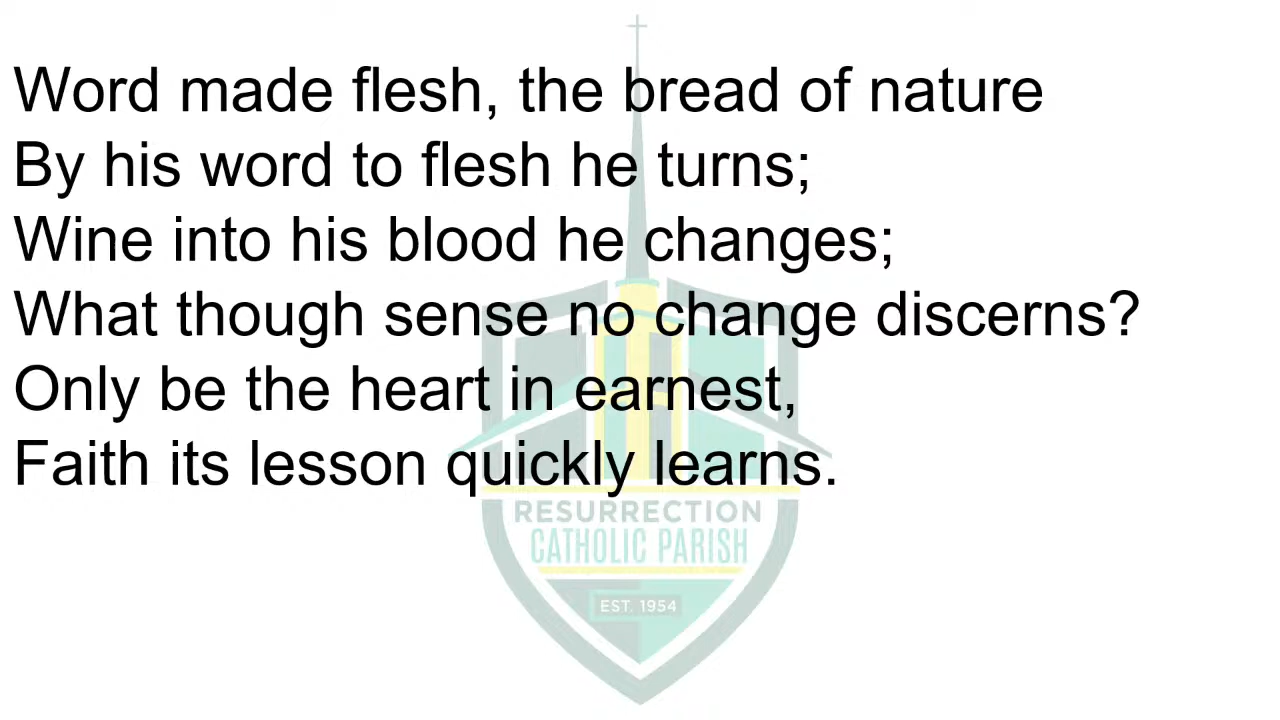 Word made flesh, the bread of nature
By his word to flesh he turns;
Wine into his blood he changes;
What though sense no change discerns?
Only be the heart in earnest,
Faith its lesson quickly learns.
RESURRECTION
CATHOLIC PARISH
EST. 1954